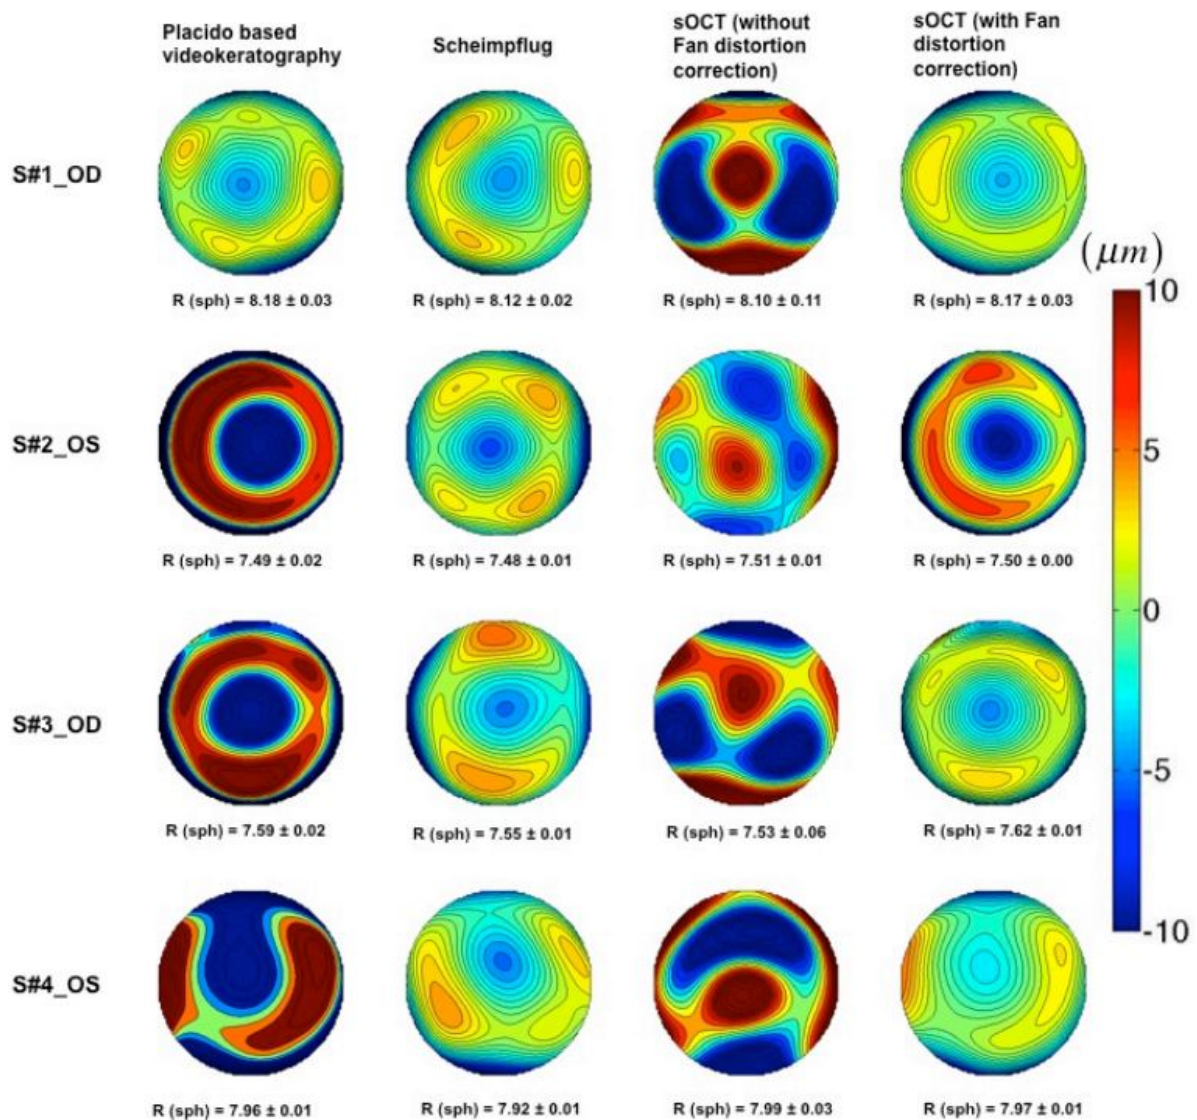 Placido based
videokeratography
Scheimpflug
sOCT (without
Fan distortion
correction)
sOCT (with Fan
distortion
correction)
S#1_OD
R (sph) = 8.18 ± 0.03
R (sph) = 8.12 ± 0.02
R (sph) = 8.10 ± 0.11
R (sph) = 8.17 ± 0.03
(μm)
10
5
0
-5
-10
S#2_OS
R (sph) = 7.49 ± 0.02
R (sph) = 7.48 ± 0.01
R (sph) = 7.51 ± 0.01
R (sph) = 7.50 ± 0.00
S#3_OD
R (sph) = 7.59 ± 0.02
R (sph) = 7.55 ± 0.01
R (sph) = 7.53 ± 0.06
R (sph) = 7.62 ± 0.01
S#4_OS
R (sph) = 7.96 ± 0.01
R (sph) = 7.92 ± 0.01
R (sph) = 7.99 ± 0.03
R (sph) = 7.97 ± 0.01